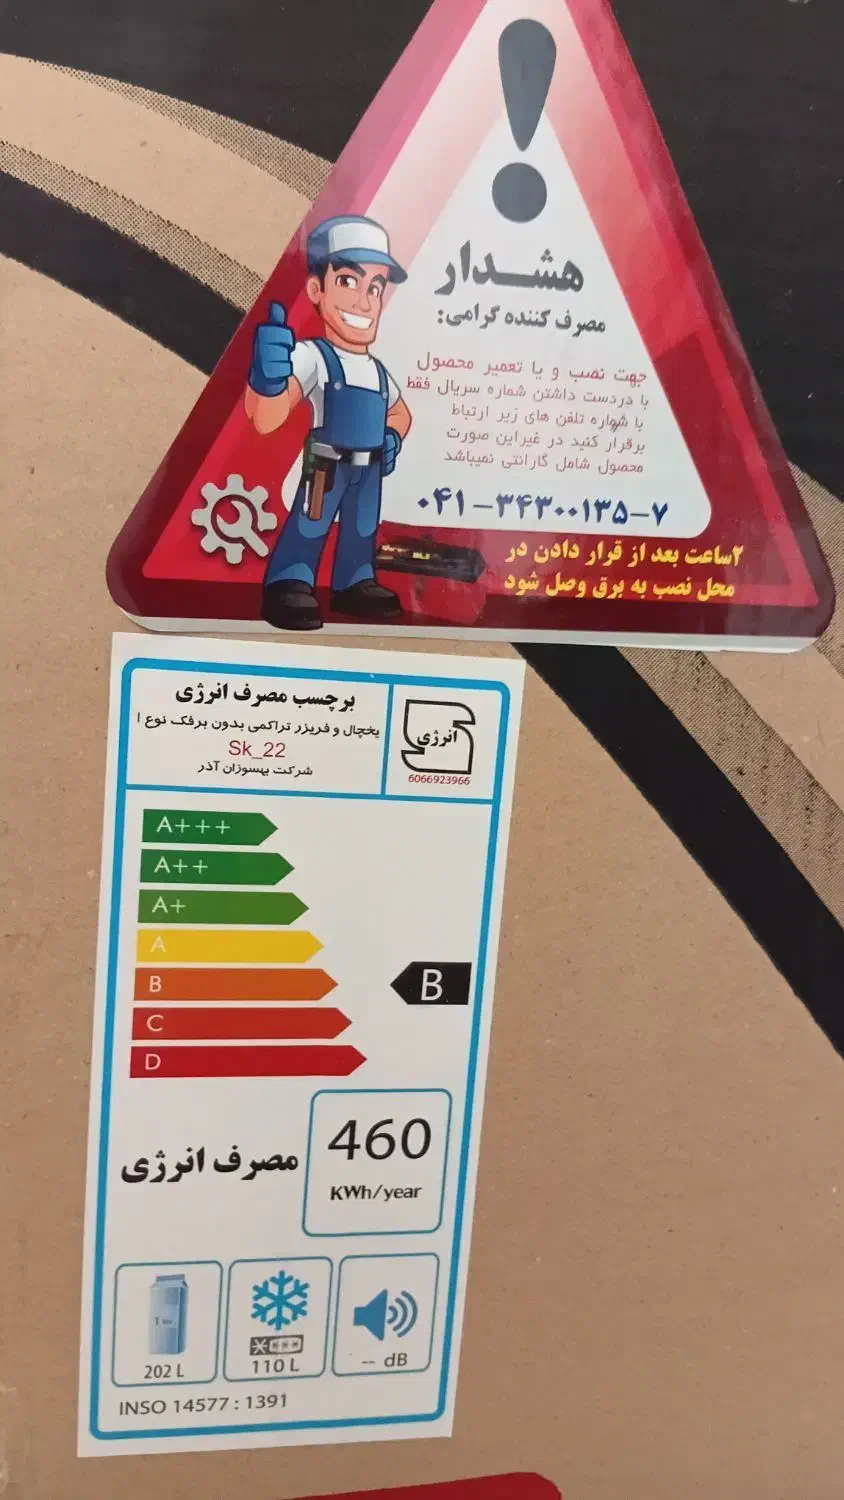 هشدار
مصرف کننده گرامی:
جهت نصب و یا تعمیر محصول
با دردست داشتن شماره سریال فقط
با شماره تلفن های زیر ارتباط
برقرار کنید در غیراین صورت
محصول شامل گارانتی نمیباشد
۰۴۱-۳۴۳۰۰۱۳۵-۷
۲ساعت بعد از قرار دادن در
محل نصب به برق وصل شود
برچسب مصرف انرژی
یخچال و فریزر تراکمی بدون برفک نوع I
Sk_22
شرکت بهسوزان آذر
انرژی
6066923966
A+++
A++
A+
A
B
B
C
D
مصرف انرژی
460
KWh/year
202 L
110 L
-- dB
INSO 14577 : 1391